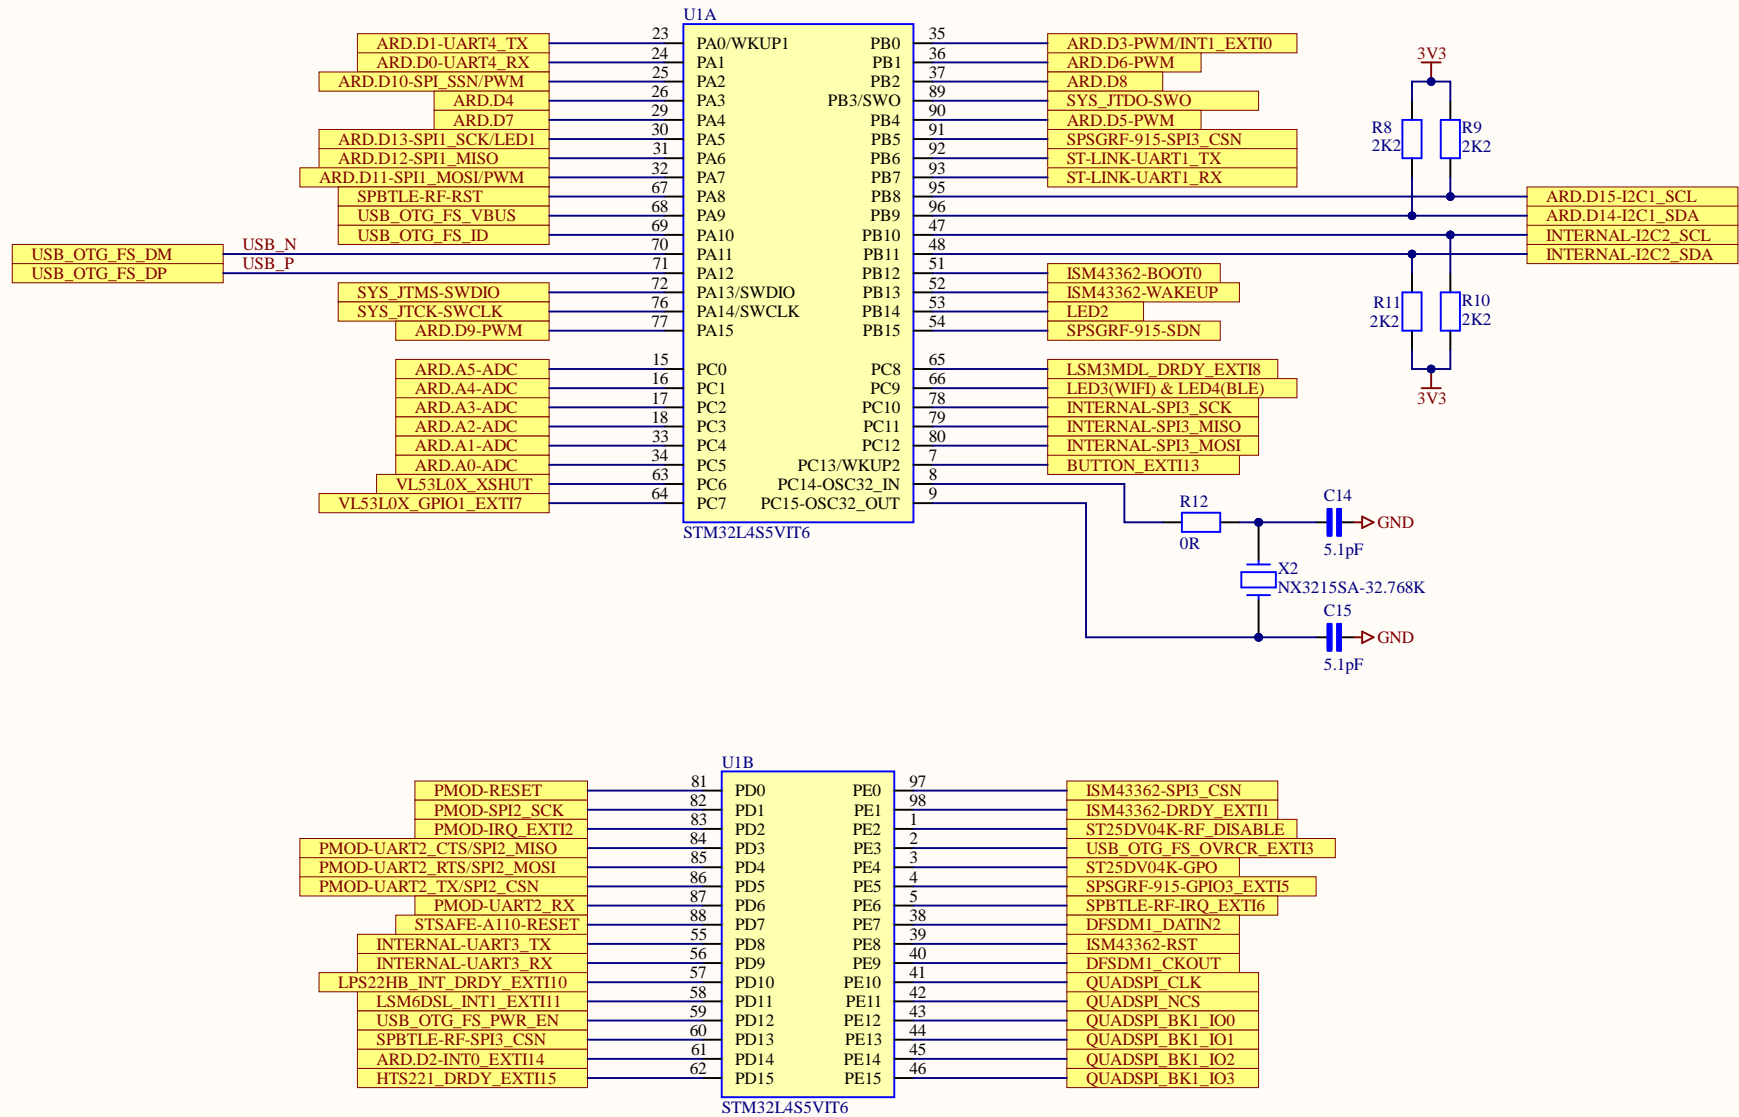 U1A
ARD.D1-UART4_TX 23 PA0/WKUP1 PB0 35 ARD.D3-PWM/INT1_EXTI0
ARD.D0-UART4_RX 24 PA1 PB1 36 ARD.D6-PWM
ARD.D10-SPI_SSN/PWM 25 PA2 PB2 37 ARD.D8
ARD.D4 26 PA3 PB3/SWO 89 SYS_JTDO-SWO
ARD.D7 29 PA4 PB4 90 ARD.D5-PWM
ARD.D13-SPI1_SCK/LED1 30 PA5 PB5 91 SPSGRF-915-SPI3_CSN
ARD.D12-SPI1_MISO 31 PA6 PB6 92 ST-LINK-UART1_TX
ARD.D11-SPI1_MOSI/PWM 32 PA7 PB7 93 ST-LINK-UART1_RX
SPBTLE-RF-RST 67 PA8 PB8 95 ARD.D15-I2C1_SCL
USB_OTG_FS_VBUS 68 PA9 PB9 96 ARD.D14-I2C1_SDA
USB_OTG_FS_ID 69 PA10 PB10 47 INTERNAL-I2C2_SCL
USB_OTG_FS_DM USB_N 70 PA11 PB11 48 INTERNAL-I2C2_SDA
USB_OTG_FS_DP USB_P 71 PA12 PB12 51 ISM43362-BOOT0
SYS_JTMS-SWDIO 72 PA13/SWDIO PB13 52 ISM43362-WAKEUP
SYS_JTCK-SWCLK 76 PA14/SWCLK PB14 53 LED2
ARD.D9-PWM 77 PA15 PB15 54 SPSGRF-915-SDN
ARD.A5-ADC 15 PC0 PC8 65 LSM3MDL_DRDY_EXTI8
ARD.A4-ADC 16 PC1 PC9 66 LED3(WIFI) & LED4(BLE)
ARD.A3-ADC 17 PC2 PC10 78 INTERNAL-SPI3_SCK
ARD.A2-ADC 18 PC3 PC11 79 INTERNAL-SPI3_MISO
ARD.A1-ADC 33 PC4 PC12 80 INTERNAL-SPI3_MOSI
ARD.A0-ADC 34 PC5 PC13/WKUP2 7 BUTTON_EXTI13
VL53L0X_XSHUT 63 PC6 PC14-OSC32_IN 8
VL53L0X_GPIO1_EXTI7 64 PC7 PC15-OSC32_OUT 9
STM32L4S5VIT6
3V3
R8 R9
2K2 2K2
R11 R10
2K2 2K2
3V3
R12 C14
GND
0R 5.1pF
X2
NX3215SA-32.768K
C15
GND
5.1pF
U1B
PMOD-RESET 81 PD0 PE0 97 ISM43362-SPI3_CSN
PMOD-SPI2_SCK 82 PD1 PE1 98 ISM43362-DRDY_EXTI1
PMOD-IRQ_EXTI2 83 PD2 PE2 1 ST25DV04K-RF_DISABLE
PMOD-UART2_CTS/SPI2_MISO 84 PD3 PE3 2 USB_OTG_FS_OVRCR_EXTI3
PMOD-UART2_RTS/SPI2_MOSI 85 PD4 PE4 3 ST25DV04K-GPO
PMOD-UART2_TX/SPI2_CSN 86 PD5 PE5 4 SPSGRF-915-GPIO3_EXTI5
PMOD-UART2_RX 87 PD6 PE6 5 SPBTLE-RF-IRQ_EXTI6
STSAFE-A110-RESET 88 PD7 PE7 38 DFSDM1_DATIN2
INTERNAL-UART3_TX 55 PD8 PE8 39 ISM43362-RST
INTERNAL-UART3_RX 56 PD9 PE9 40 DFSDM1_CKOUT
LPS22HB_INT_DRDY_EXTI10 57 PD10 PE10 41 QUADSPI_CLK
LSM6DSL_INT1_EXTI11 58 PD11 PE11 42 QUADSPI_NCS
USB_OTG_FS_PWR_EN 59 PD12 PE12 43 QUADSPI_BK1_IO0
SPBTLE-RF-SPI3_CSN 60 PD13 PE13 44 QUADSPI_BK1_IO1
ARD.D2-INT0_EXTI14 61 PD14 PE14 45 QUADSPI_BK1_IO2
HTS221_DRDY_EXTI15 62 PD15 PE15 46 QUADSPI_BK1_IO3
STM32L4S5VIT6